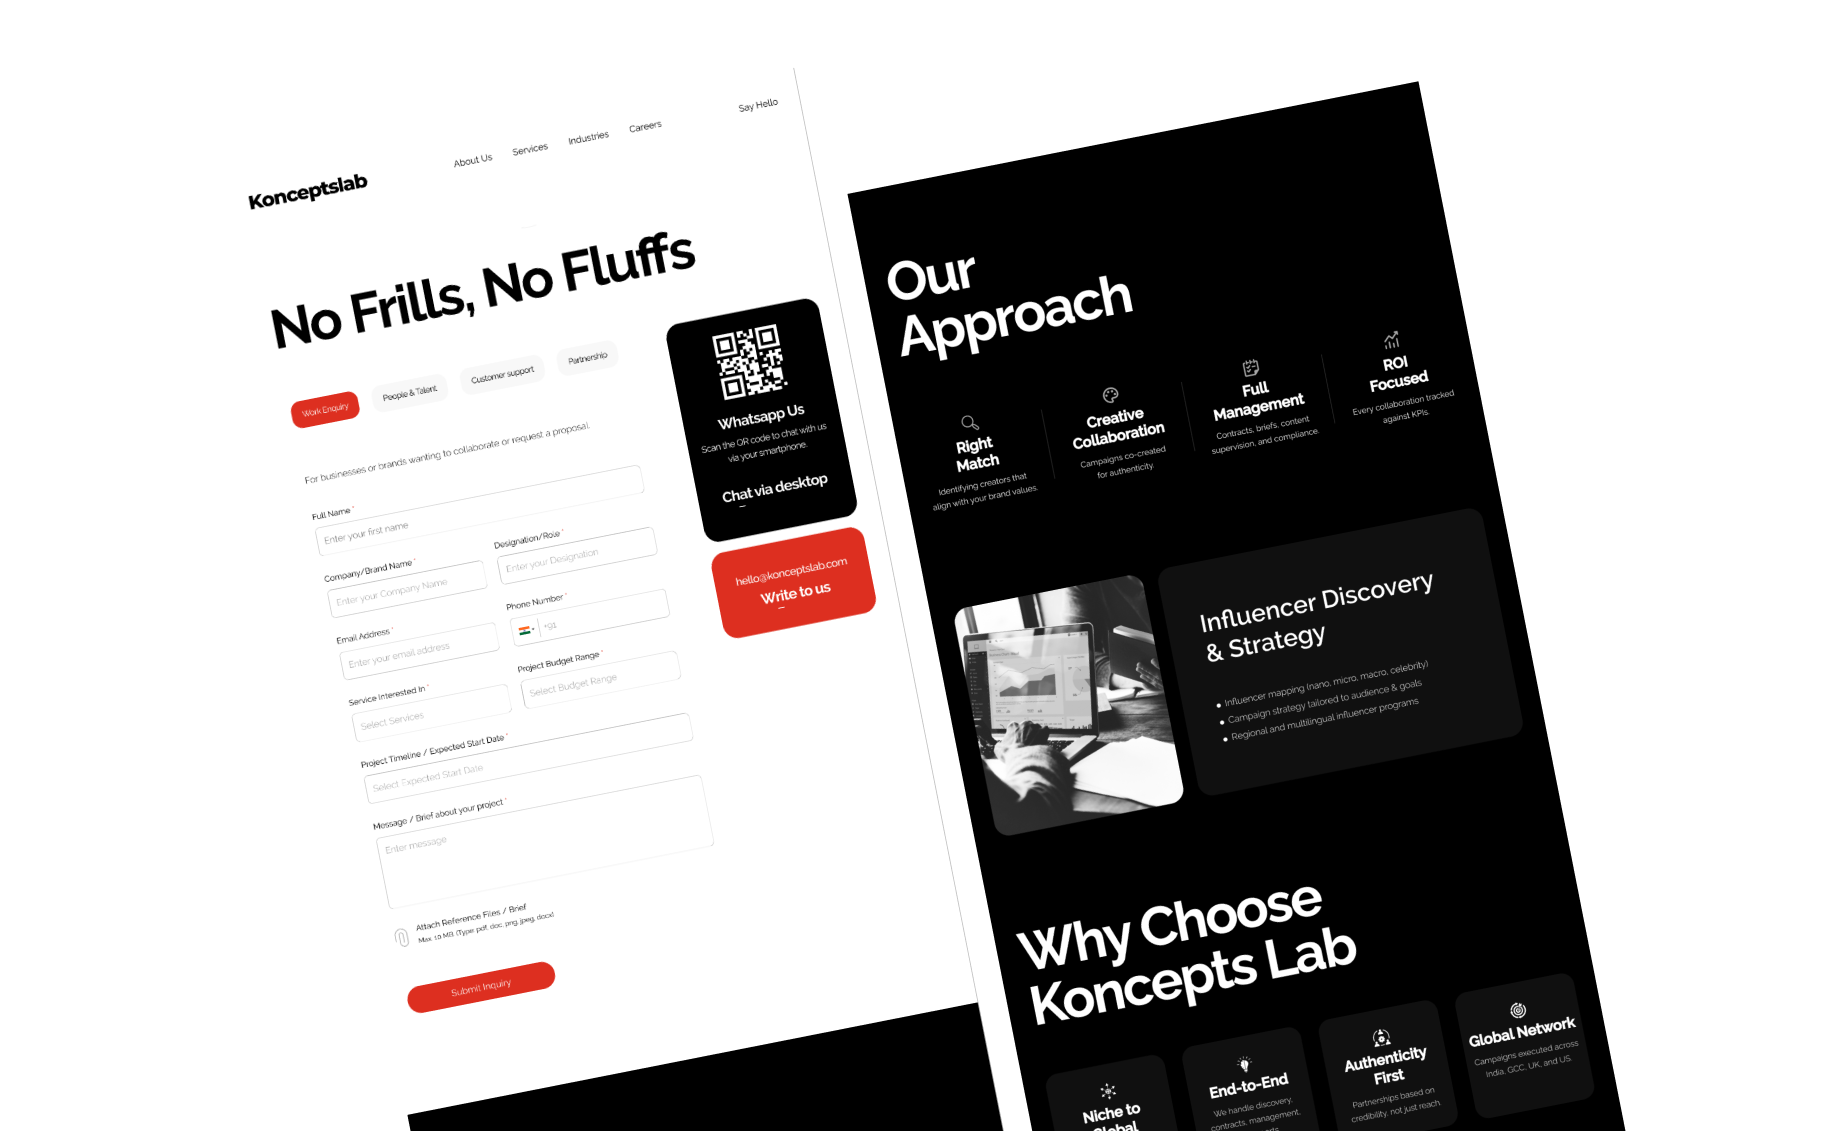 Konceptslab
About Us
Services
Industries
Careers
Say Hello
No Frills, No Fluffs
Work Enquiry
People & Talent
Customer support
Partnership
For businesses or brands wanting to collaborate or request a proposal.
Full Name *
Enter your first name
Company/Brand Name *
Enter your Company Name
Designation/Role *
Enter your Designation
Email Address *
Enter your email address
Phone Number *
+91
Service Interested In *
Select Services
Project Budget Range *
Select Budget Range
Project Timeline / Expected Start Date *
Select Expected Start Date
Message / Brief about your project *
Enter message
Attach Reference Files / Brief
Max 10 MB, (Type: pdf, doc, png, jpeg, docx)
Submit Inquiry
Whatsapp Us
Scan the QR code to chat with us
via your smartphone.
Chat via desktop
hello@konceptslab.com
Write to us
Our
Approach
Right
Match
Identifying creators that
align with your brand values.
Creative
Collaboration
Campaigns co-created
for authenticity.
Full
Management
Contracts, briefs, content
supervision, and compliance.
ROI
Focused
Every collaboration tracked
against KPIs.
Influencer Discovery
& Strategy
• Influencer mapping (nano, micro, macro, celebrity)
• Campaign strategy tailored to audience & goals
• Regional and multilingual influencer programs
Why Choose
Koncepts Lab
Niche to
Global
End-to-End
We handle discovery,
contracts, management,
Authenticity
First
Partnerships based on
credibility, not just reach.
Global Network
Campaigns executed across
India, GCC, UK, and US.